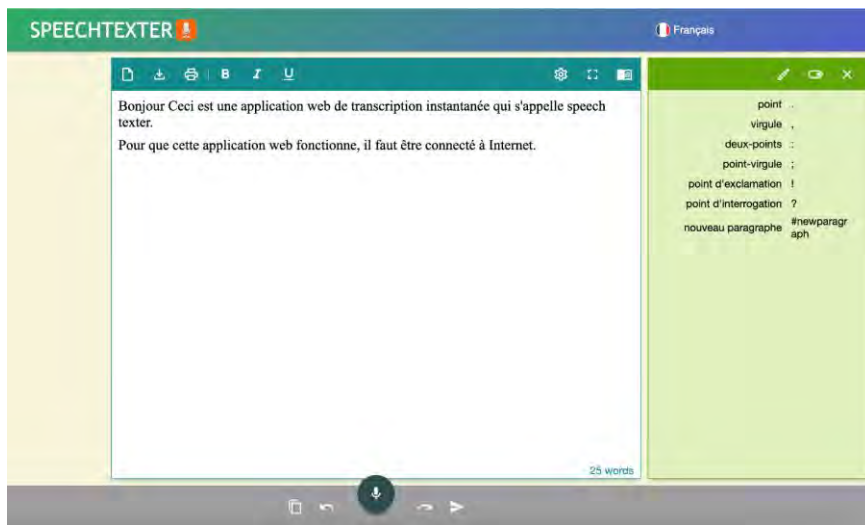 SPEECHTEXTER
Français
B I U
Bonjour Ceci est une application web de transcription instantanée qui s'appelle speech
texter.
Pour que cette application web fonctionne, il faut être connecté à Internet.
25 words
point .
virgule ,
deux-points :
point-virgule ;
point d'exclamation !
point d'interrogation ?
nouveau paragraphe #newparagr
aph